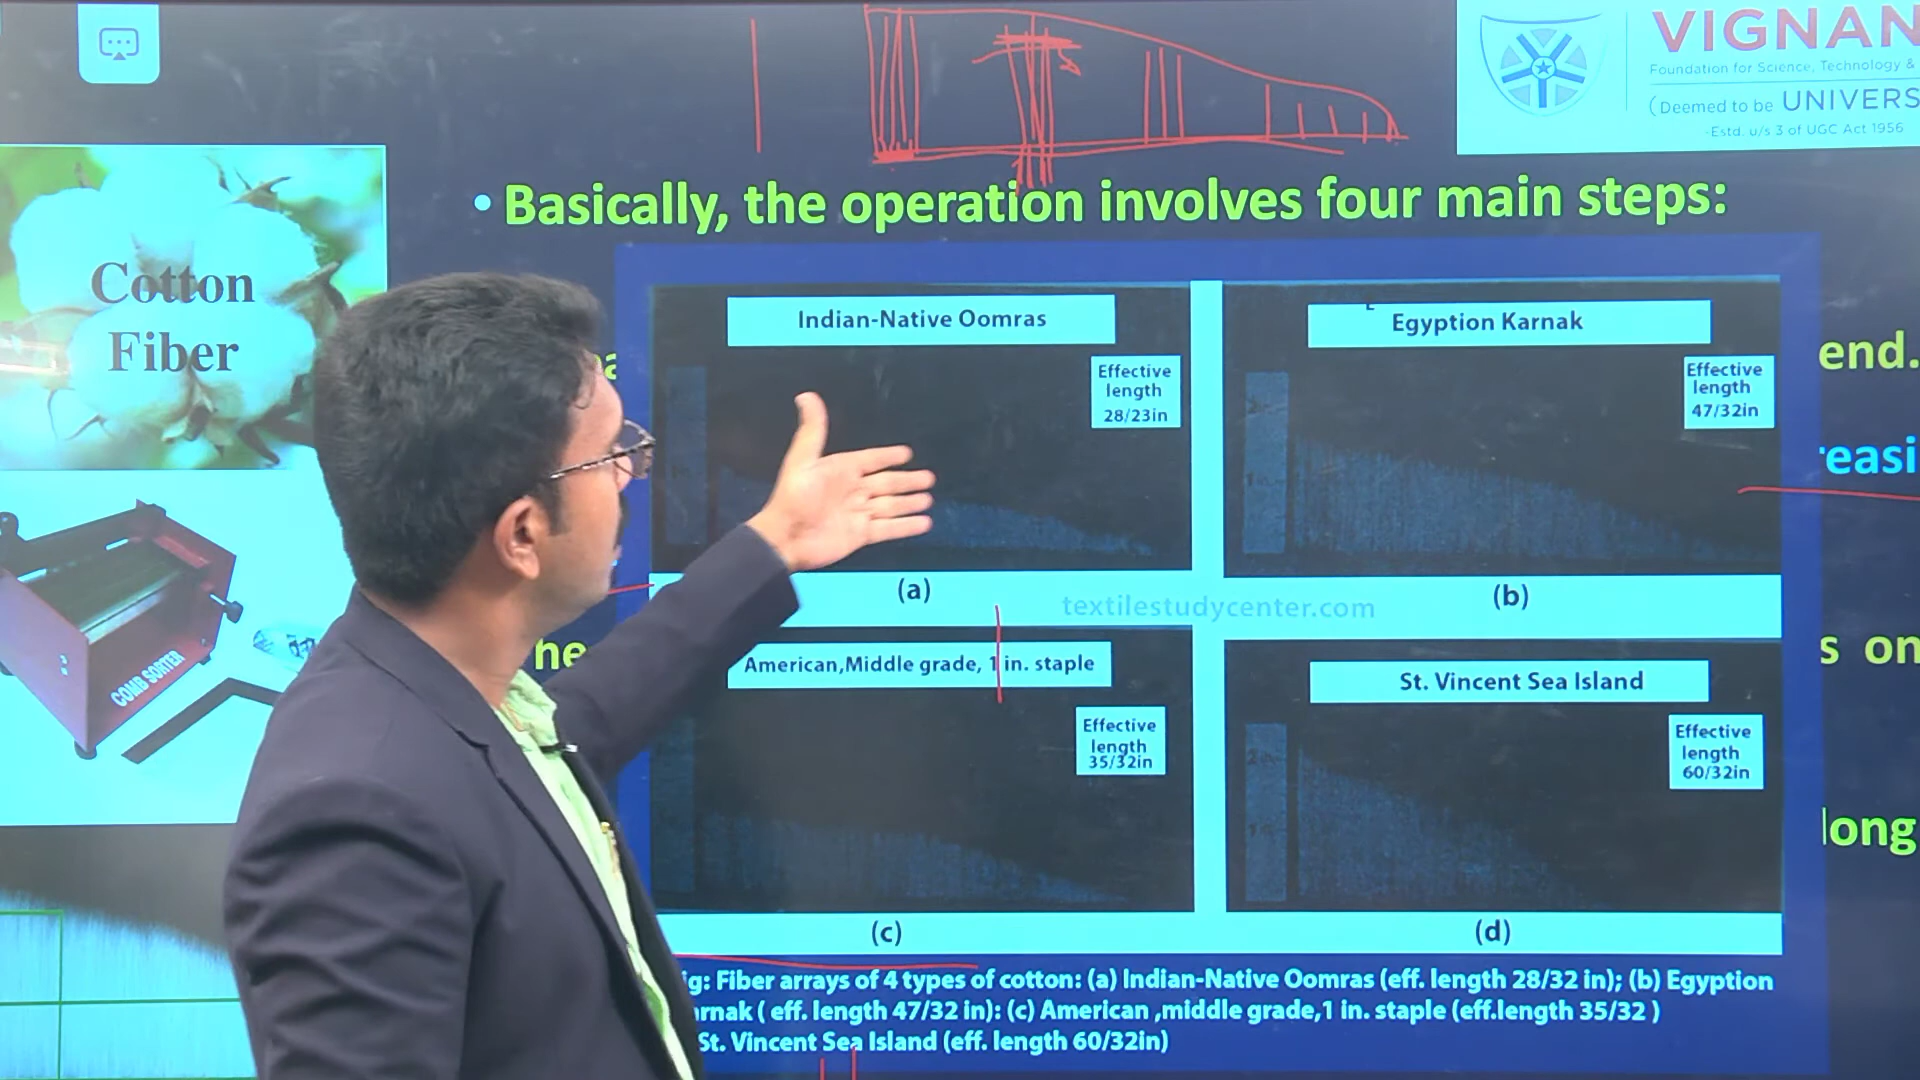 VIGNAN
Foundation for Science, Technology &
(Deemed to be UNIVERS
-Estd. u/s 3 of UGC Act 1956
• Basically, the operation involves four main steps:
Cotton
Fiber
COMB SORTER
Indian-Native Oomras
Effective
length
28/23in
(a)
Egyption Karnak
Effective
length
47/32in
(b)
textilestudycenter.com
American,Middle grade, 1 in. staple
Effective
length
35/32in
(c)
St. Vincent Sea Island
Effective
length
60/32in
(d)
end.
easi
he
s on
long
ig: Fiber arrays of 4 types of cotton: (a) Indian-Native Oomras (eff. length 28/32 in); (b) Egyption
arnak ( eff. length 47/32 in): (c) American ,middle grade,1 in. staple (eff.length 35/32 )
St. Vincent Sea Island (eff. length 60/32in)